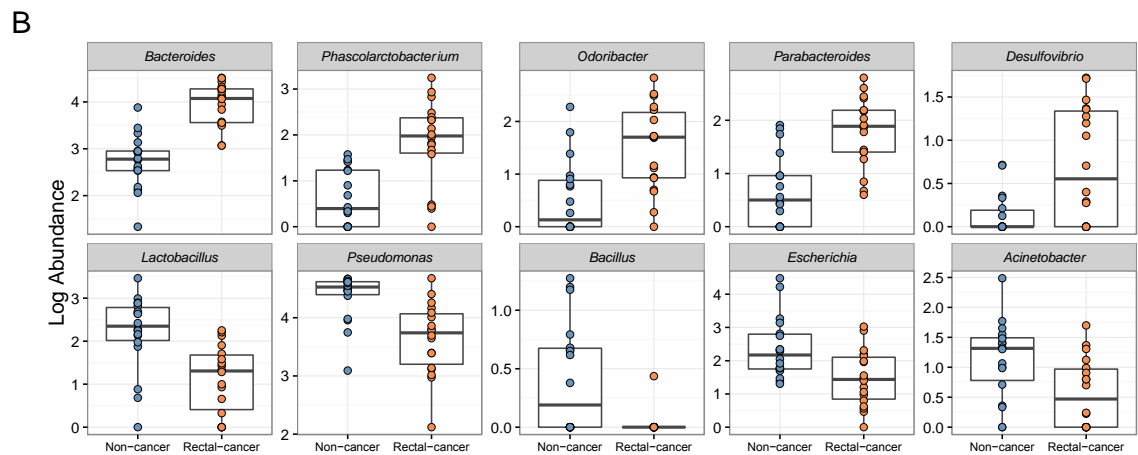 B
Bacteroides
Phascolarctobacterium
Odoribacter
Parabacteroides
Desulfovibrio
4
3
2
3
2
1
0
2
1
0
2
1
0
1.5
1.0
0.5
0.0
Log Abundance
Lactobacillus
Pseudomonas
Bacillus
Escherichia
Acinetobacter
3
2
1
0
4
3
2
1.0
0.5
0.0
4
3
2
1
0
2.5
2.0
1.5
1.0
0.5
0.0
Non−cancer Rectal−cancer
Non−cancer Rectal−cancer
Non−cancer Rectal−cancer
Non−cancer Rectal−cancer
Non−cancer Rectal−cancer